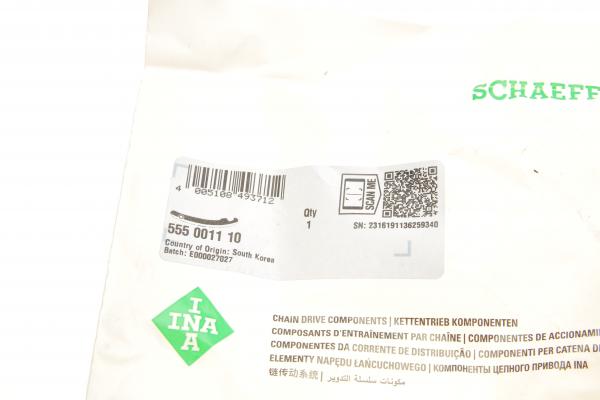 SCHAEFF
4 005108 493712
555 0011 10
Country of Origin: South Korea
Batch: E000027027
Qty
1
SCAN ME
SN: 2316191136259340
INA
INA
CHAIN DRIVE COMPONENTS | KETTENTRIEB KOMPONENTEN
COMPOSANTS D'ENTRAÎNEMENT PAR CHAÎNE | COMPONENTES DE ACCIONAMI
COMPONENTES DA CORRENTE DE DISTRIBUIÇÃO | COMPONENTI PER CATENA D
ELEMENTY NAPĘDU ŁAŃCUCHOWEGO | КОМПОНЕНТЫ ЦЕПНОГО ПРИВОДА INA
链传动系统 | مكونات سلسلة التدوير